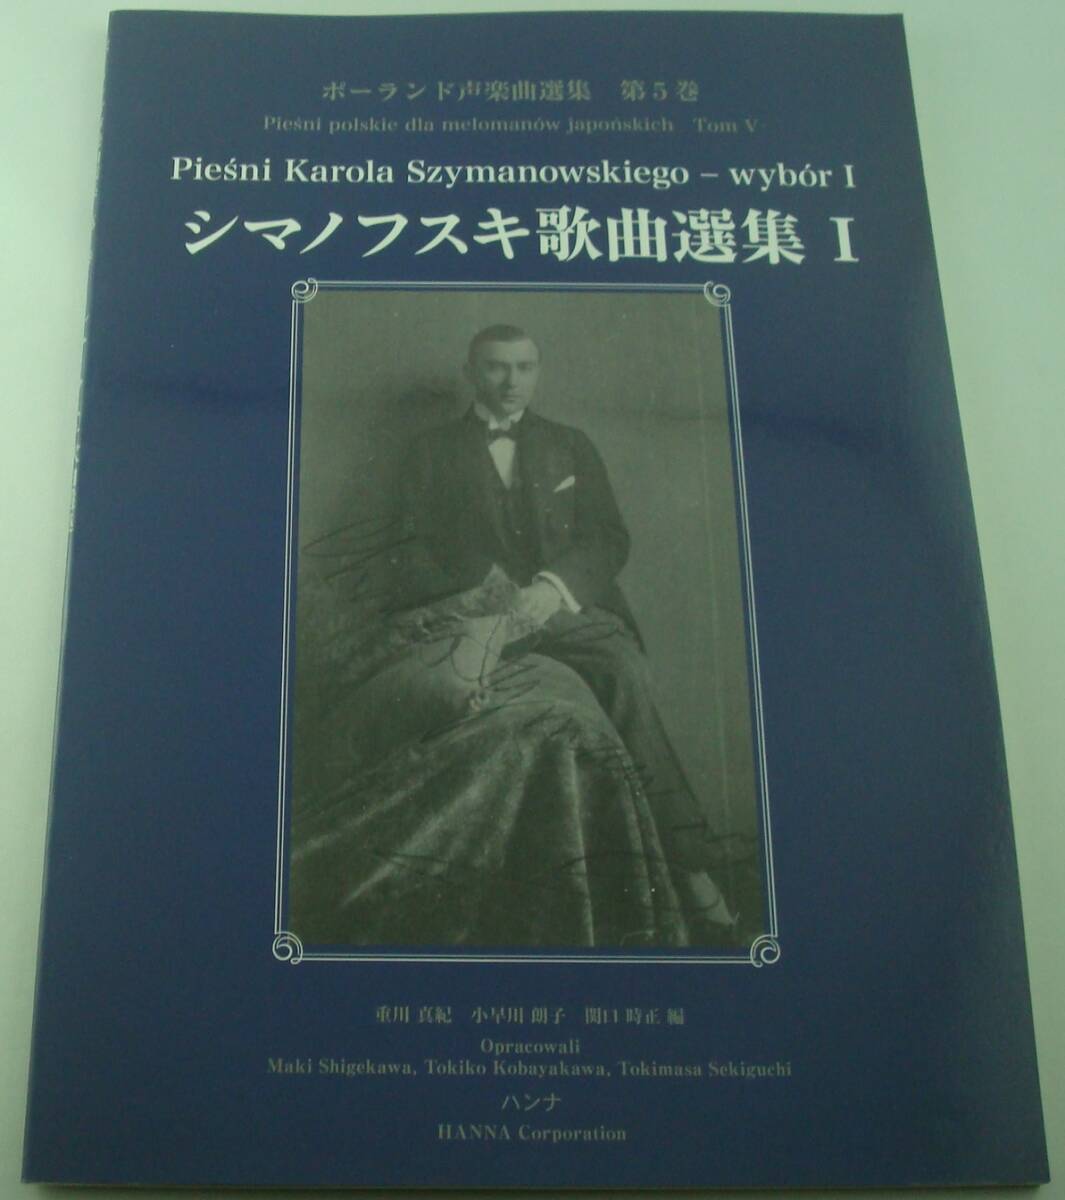 ポーランド声楽曲選集 第5巻
Pieśni polskie dla melomanów japońskich Tom V
Pieśni Karola Szymanowskiego – wybór I
シマノフスキ歌曲選集 I
重川 真紀 小早川 朗子 関口 時正 編
Opracowali
Maki Shigekawa, Tokiko Kobayakawa, Tokimasa Sekiguchi
ハンナ
HANNA Corporation